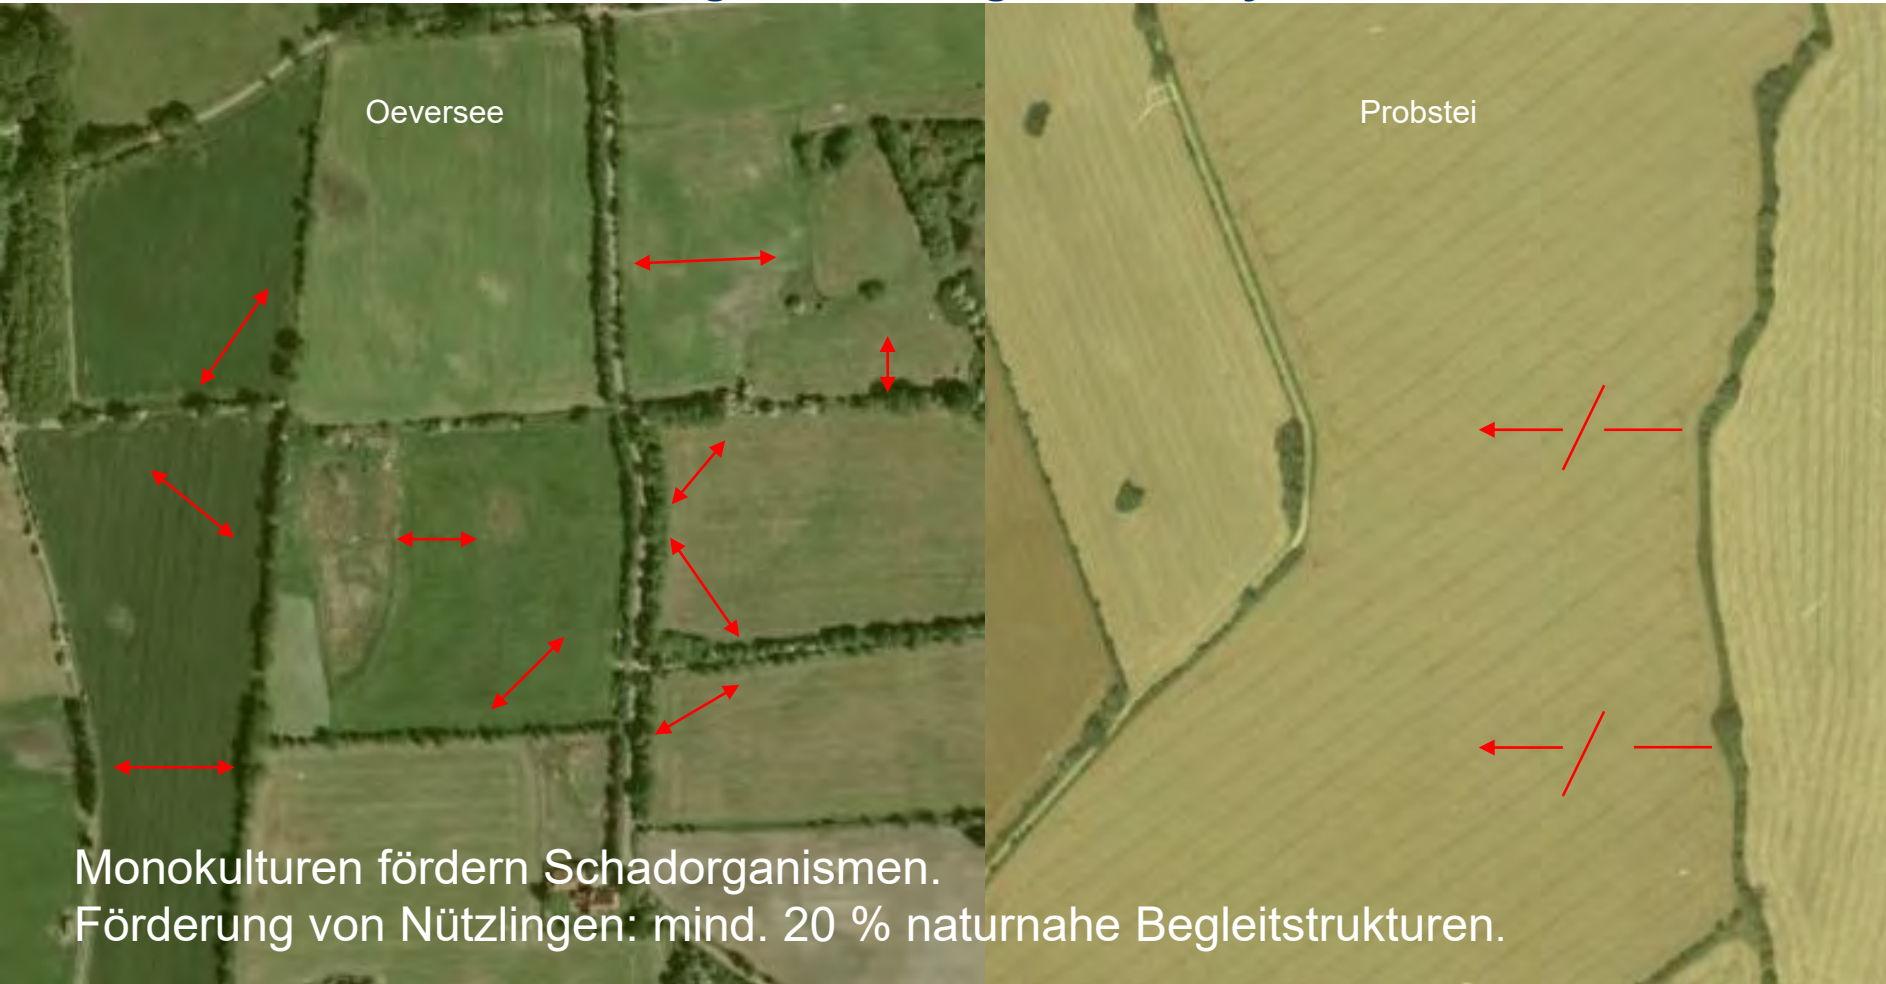 Oeversee
Probstei
Monokulturen fördern Schadorganismen.
Förderung von Nützlingen: mind. 20 % naturnahe Begleitstrukturen.